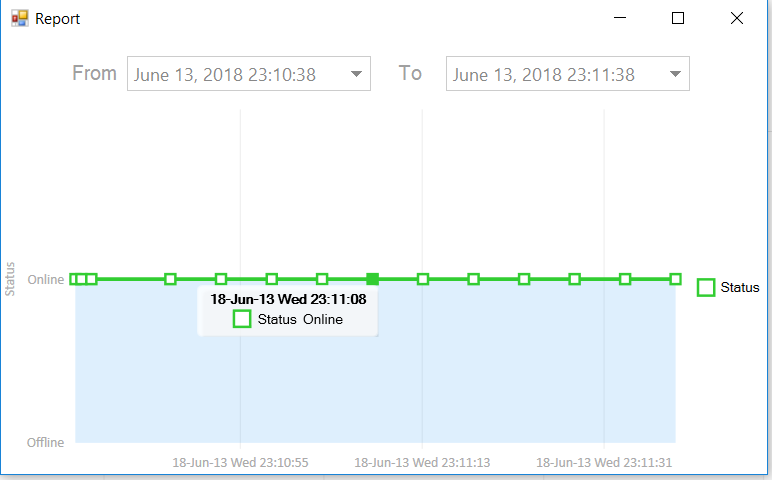 Report
From June 13, 2018 23:10:38 To June 13, 2018 23:11:38
Status
Online
18-Jun-13 Wed 23:11:08
Status Online
Status
Offline
18-Jun-13 Wed 23:10:55 18-Jun-13 Wed 23:11:13 18-Jun-13 Wed 23:11:31